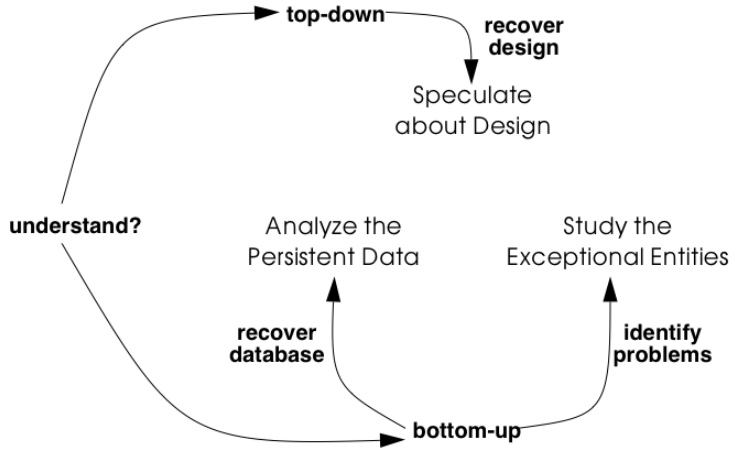 top-down
recover
design
Speculate
about Design
understand?
Analyze the
Persistent Data
Study the
Exceptional Entities
recover
database
identify
problems
bottom-up